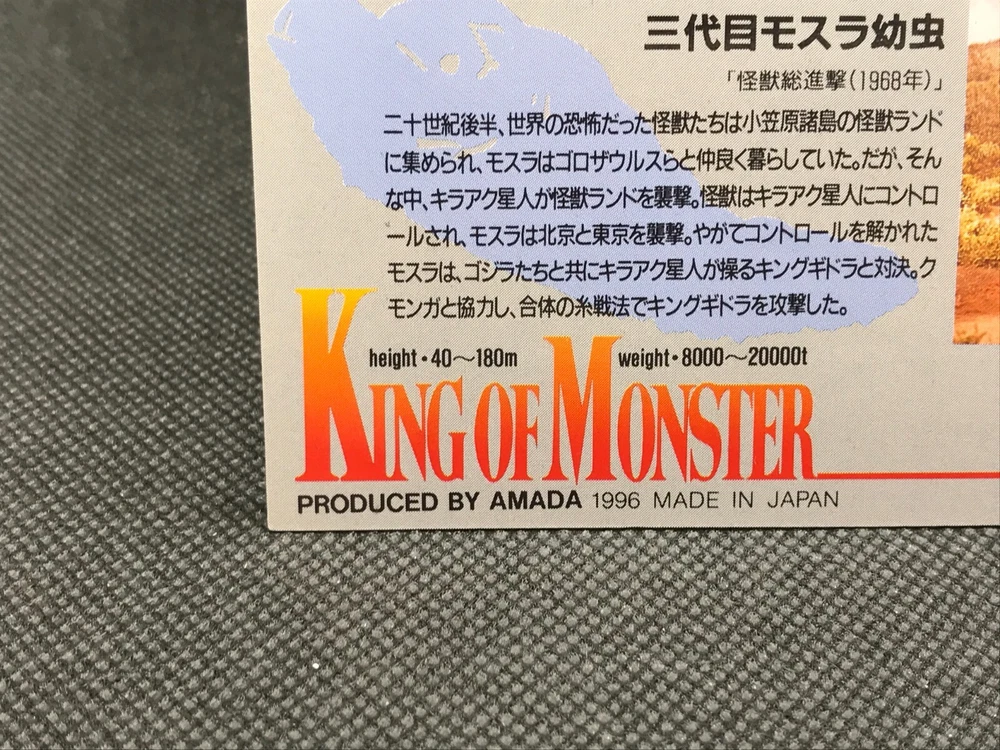 三代目モスラ幼虫
「怪獣総進撃(1968年)」
二十世紀後半、世界の恐怖だった怪獣たちは小笠原諸島の怪獣ランド
に集められ、モスラはゴロザウルスらと仲良く暮らしていた。だが、そん
な中、キラアク星人が怪獣ランドを襲撃。怪獣はキラアク星人にコントロ
ールされ、モスラは北京と東京を襲撃。やがてコントロールを解かれた
モスラは、ゴジラたちと共にキラアク星人が操るキングギドラと対決。ク
モンガと協力し、合体の糸戦法でキングギドラを攻撃した。
height・40〜180m weight・8000〜20000t
KING OF MONSTER
PRODUCED BY AMADA 1996 MADE IN JAPAN